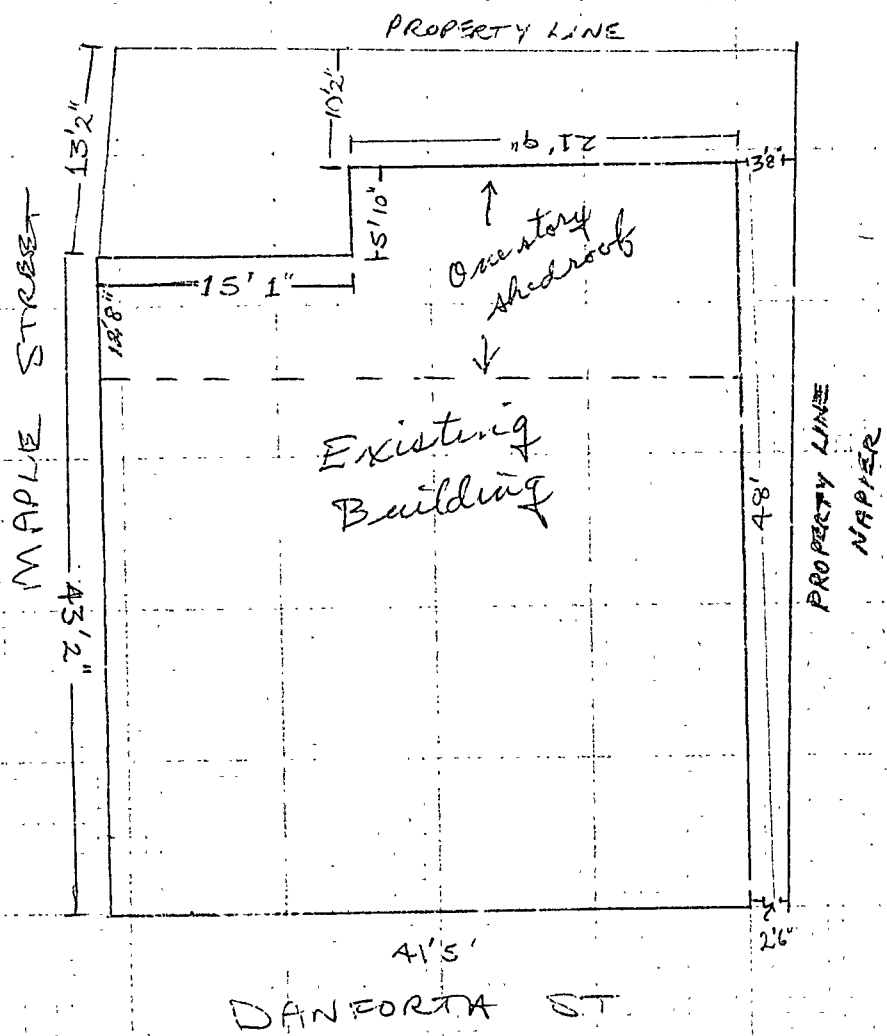 PROPERTY LINE
13'2"
10'2"
21'9"
3'8"
5'10"
One story
shed roof
15' 1"
12'8"
MAPLE STREET
Existing
Building
43'2"
48'
PROPERTY LINE
NAPIER
2'6"
41'5'
DANFORTH ST.